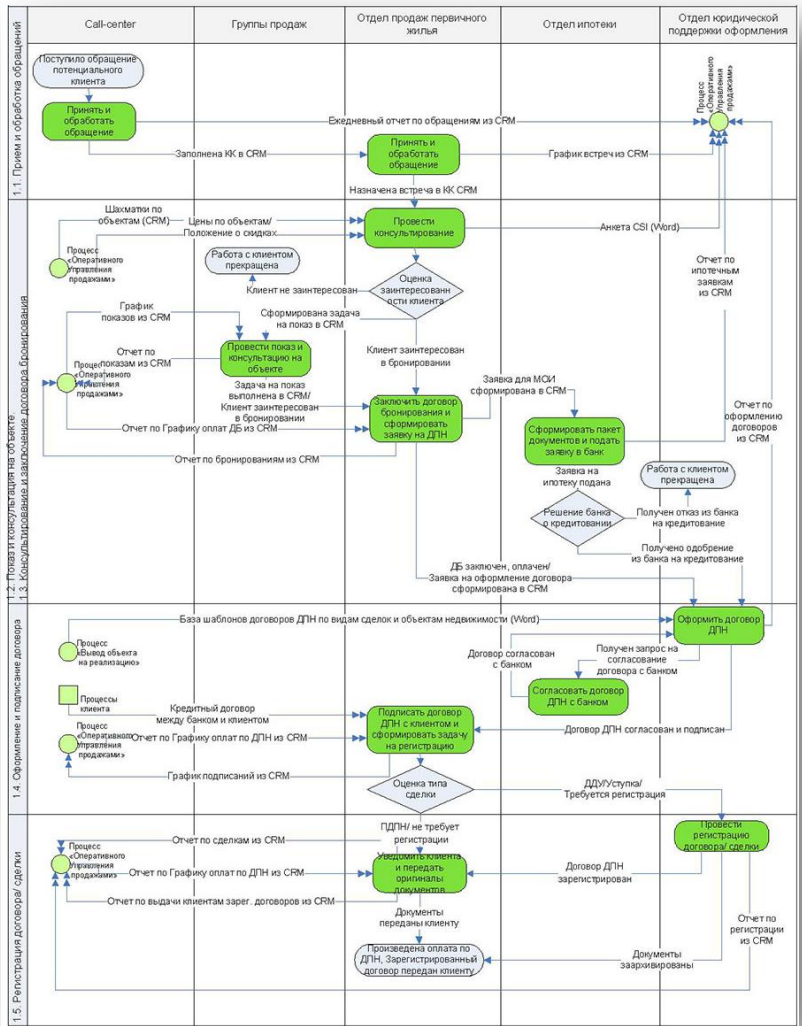 Call-center
Группы продаж
Отдел продаж первичного
жилья
Отдел ипотеки
Отдел юридической
поддержки оформления
1.1. Прием и обработка обращений
Поступило обращение
потенциального
клиента
Принять и
обработать
обращение
Ежедневный отчет по обращениям из CRM
Процесс
«Оперативного
Управления
продажами»
Заполнена КК в CRM
Принять и
обработать
обращение
График встреч из CRM
Назначена встреча в КК CRM
1.2. Показ и консультация на объекте.
1.3. Консультирование и заключение договора бронирования
Шахматки по
объектам (CRM)
Цены по объектам/
Положение о скидках
Провести
консультирование
Анкета CSI (Word)
Процесс
«Оперативного
Управления
продажами»
Работа с клиентом
прекращена
Клиент не заинтересован
Оценка
заинтересованн
ости клиента
Отчет по
ипотечным
заявкам
из CRM
График
показов из CRM
Сформирована задача
на показ в CRM
Провести показ и
консультацию на
объекте
Клиент заинтересован
в бронировании
Отчет по
показам из CRM
Процесс
«Оперативного
Управления
продажами»
Задача на показ
выполнена в CRM/
Клиент заинтересован
в бронировании
Заключить договор
бронирования и
сформировать
заявку на ДПН
Заявка для МОИ
сформирована в CRM
Отчет по Графику оплат ДБ из CRM
Отчет по бронированиям из CRM
Сформировать пакет
документов и подать
заявку в банк
Отчет по
оформлению
договоров
из CRM
Заявка на
ипотеку подана
Работа с клиентом
прекращена
Решение банка
о кредитовании
Получен отказ из банка
на кредитование
Получено одобрение
из банка на кредитование
ДБ заключен, оплачен/
Заявка на оформление договора
сформирована в CRM
1.4. Оформление и подписание договора
База шаблонов договоров ДПН по видам сделок и объектам недвижимости (Word)
Оформить договор
ДПН
Процесс
«Вывод объекта
на реализацию»
Договор согласован
с банком
Получен запрос на
согласование
договора с банком
Согласовать договор
ДПН с банком
Процессы
клиента
Кредитный договор
между банком и клиентом
Подписать договор
ДПН с клиентом и
сформировать задачу
на регистрацию
Договор ДПН согласован и подписан
Процесс
«Оперативного
Управления
продажами»
Отчет по Графику оплат по ДПН из CRM
График подписаний из CRM
Оценка типа
сделки
ДДУ/Уступка/
Требуется регистрация
1.5. Регистрация договора/ сделки
ПДПН/ не требует
регистрации
Провести
регистрацию
договора/ сделки
Отчет по сделкам из CRM
Процесс
«Оперативного
Управления
продажами»
Отчет по Графику оплат по ДПН из CRM
Уведомить клиента
и передать
оригиналы
документов
Договор ДПН
зарегистрирован
Отчет по выдачи клиентам зарег. договоров из CRM
Документы
переданы клиенту
Отчет по
регистрации
из CRM
Произведена оплата по
ДПН, Зарегистрированный
договор передан клиенту
Документы
заархивированы